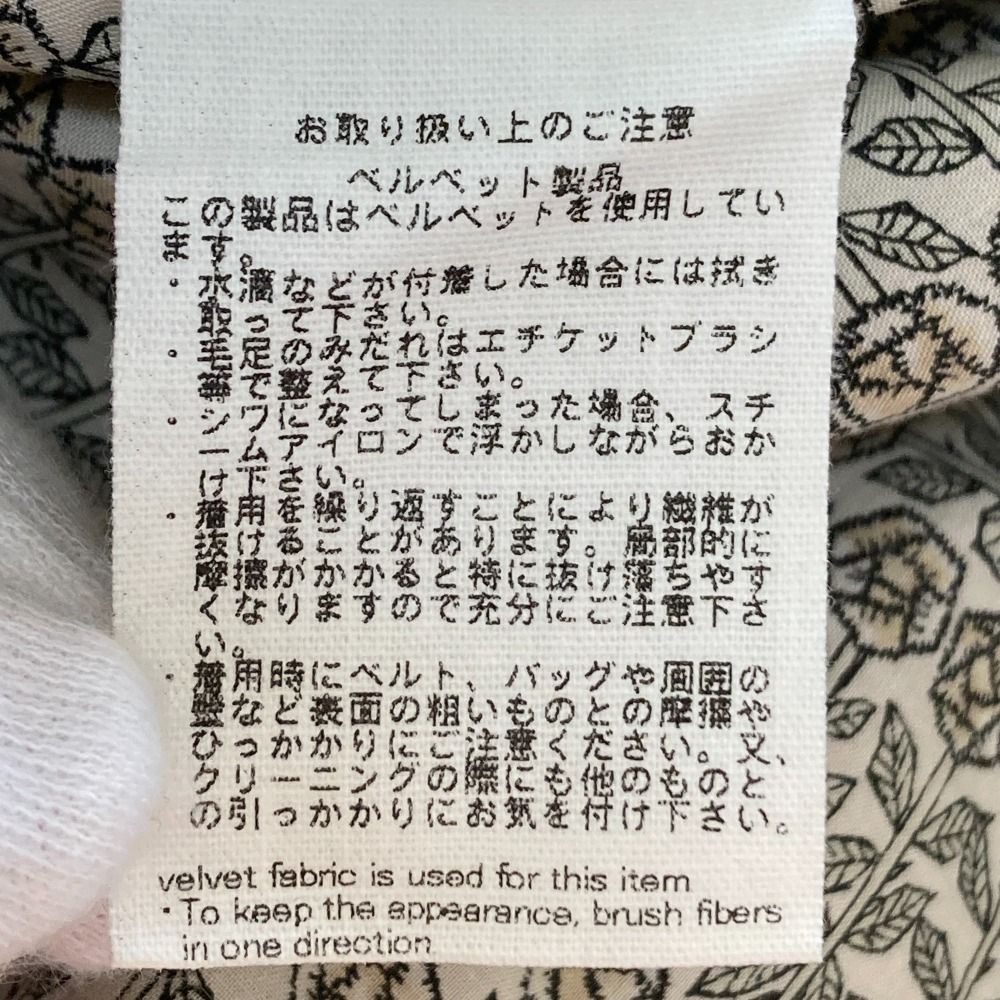 お取り扱い上のご注意
ベルベット製品
この製品はベルベットを使用してい
ます。
・水滴などが付着した場合には拭き
取って下さい。
・毛足のみだれはエチケットブラシ
等で整えて下さい。
・シワになってしまった場合、スチ
ームアイロンで浮かしながらおか
け下さい。
・着用を繰り返すことにより繊維が
抜けることがあります。局部的に
摩擦がかかると特に抜け落ちやす
くなりますので充分にご注意下さ
い。
・着用時にベルト、バッグや周囲の
壁など表面の粗いものとの摩擦や
ひっかかりにご注意ください。又、
クリーニングの際にも他のものと
の引っかかりにお気を付け下さい。
velvet fabric is used for this item
・To keep the appearance, brush fibers
in one direction